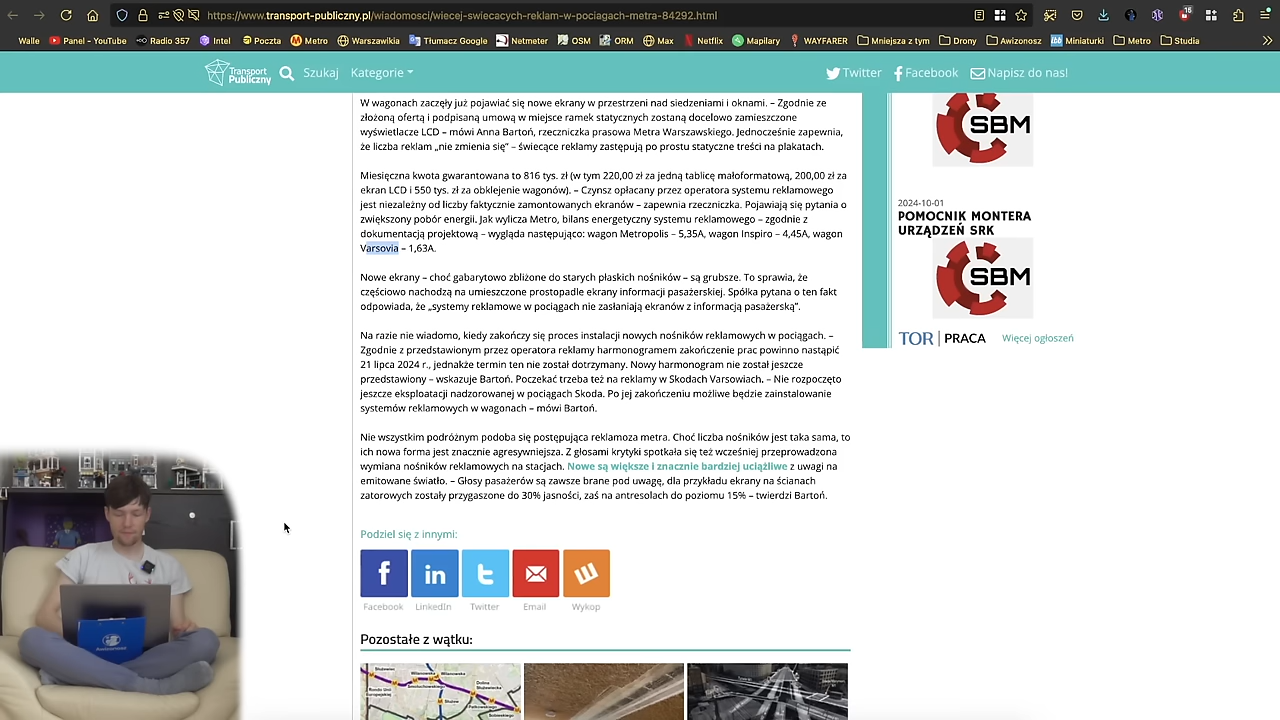 https://www.transport-publiczny.pl/wiadomosci/wiecej-swiecacych-reklam-w-pociagach-metra-84292.html
15
Walle Panel - YouTube Radio 357 Intel Poczta Metro Warszawikia Tłumacz Google Netmeter OSM ORM Max Netflix Mapilary WAYFARER Mniejsza z tym Drony Awizonosz Miniaturki Metro Studia
Transport Publiczny Szukaj Kategorie Twitter Facebook Napisz do nas!
W wagonach zaczęły już pojawiać się nowe ekrany w przestrzeni nad siedzeniami i oknami. – Zgodnie ze
złożoną ofertą i podpisaną umową w miejsce ramek statycznych zostaną docelowo zamieszczone
wyświetlacze LCD – mówi Anna Bartoń, rzeczniczka prasowa Metra Warszawskiego. Jednocześnie zapewnia,
że liczba reklam „nie zmienia się” – świecące reklamy zastępują po prostu statyczne treści na plakatach.
Miesięczna kwota gwarantowana to 816 tys. zł (w tym 220,00 zł za jedną tablicę małoformatową, 200,00 zł za
ekran LCD i 550 tys. zł za obklejenie wagonów). – Czynsz opłacany przez operatora systemu reklamowego
jest niezależny od liczby faktycznie zamontowanych ekranów – zapewnia rzeczniczka. Pojawiają się pytania o
zwiększony pobór energii. Jak wylicza Metro, bilans energetyczny systemu reklamowego – zgodnie z
dokumentacją projektową – wygląda następująco: wagon Metropolis – 5,35A, wagon Inspiro – 4,45A, wagon
Varsovia – 1,63A.
Nowe ekrany – choć gabarytowo zbliżone do starych płaskich nośników – są grubsze. To sprawia, że
częściowo nachodzą na umieszczone prostopadle ekrany informacji pasażerskiej. Spółka pytana o ten fakt
odpowiada, że „systemy reklamowe w pociągach nie zasłaniają ekranów z informacją pasażerską”.
Na razie nie wiadomo, kiedy zakończy się proces instalacji nowych nośników reklamowych w pociągach. –
Zgodnie z przedstawionym przez operatora reklamy harmonogramem zakończenie prac powinno nastąpić
21 lipca 2024 r., jednakże termin ten nie został dotrzymany. Nowy harmonogram nie został jeszcze
przedstawiony – wskazuje Bartoń. Poczekać trzeba też na reklamy w Skodach Varsowiach. – Nie rozpoczęto
jeszcze eksploatacji nadzorowanej w pociągach Skoda. Po jej zakończeniu możliwe będzie zainstalowanie
systemów reklamowych w wagonach – mówi Bartoń.
Nie wszystkim podróżnym podoba się postępująca reklamoza metra. Choć liczba nośników jest taka sama, to
ich nowa forma jest znacznie agresywniejsza. Z głosami krytyki spotkała się też wcześniej przeprowadzona
wymiana nośników reklamowych na stacjach. Nowe są większe i znacznie bardziej uciążliwe z uwagi na
emitowane światło. – Głosy pasażerów są zawsze brane pod uwagę, dla przykładu ekrany na ścianach
zatorowych zostały przygaszone do 30% jasności, zaś na antresolach do poziomu 15% – twierdzi Bartoń.
Podziel się z innymi:
Facebook LinkedIn Twitter Email Wykop
Pozostałe z wątku:
SBM
2024-10-01
POMOCNIK MONTERA
URZĄDZEŃ SRK
SBM
TOR | PRACA Więcej ogłoszeń